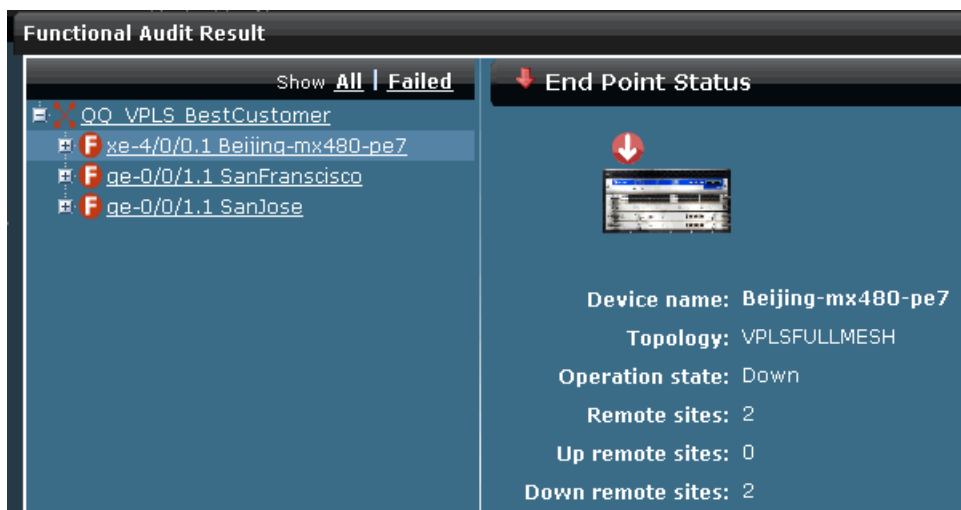 Functional Audit Result
Show All | Failed
QQ_VPLS_BestCustomer
F xe-4/0/0.1 Beijing-mx480-pe7
F ge-0/0/1.1 SanFranscisco
F ge-0/0/1.1 SanJose
End Point Status
Device name: Beijing-mx480-pe7
Topology: VPLSFULLMESH
Operation state: Down
Remote sites: 2
Up remote sites: 0
Down remote sites: 2